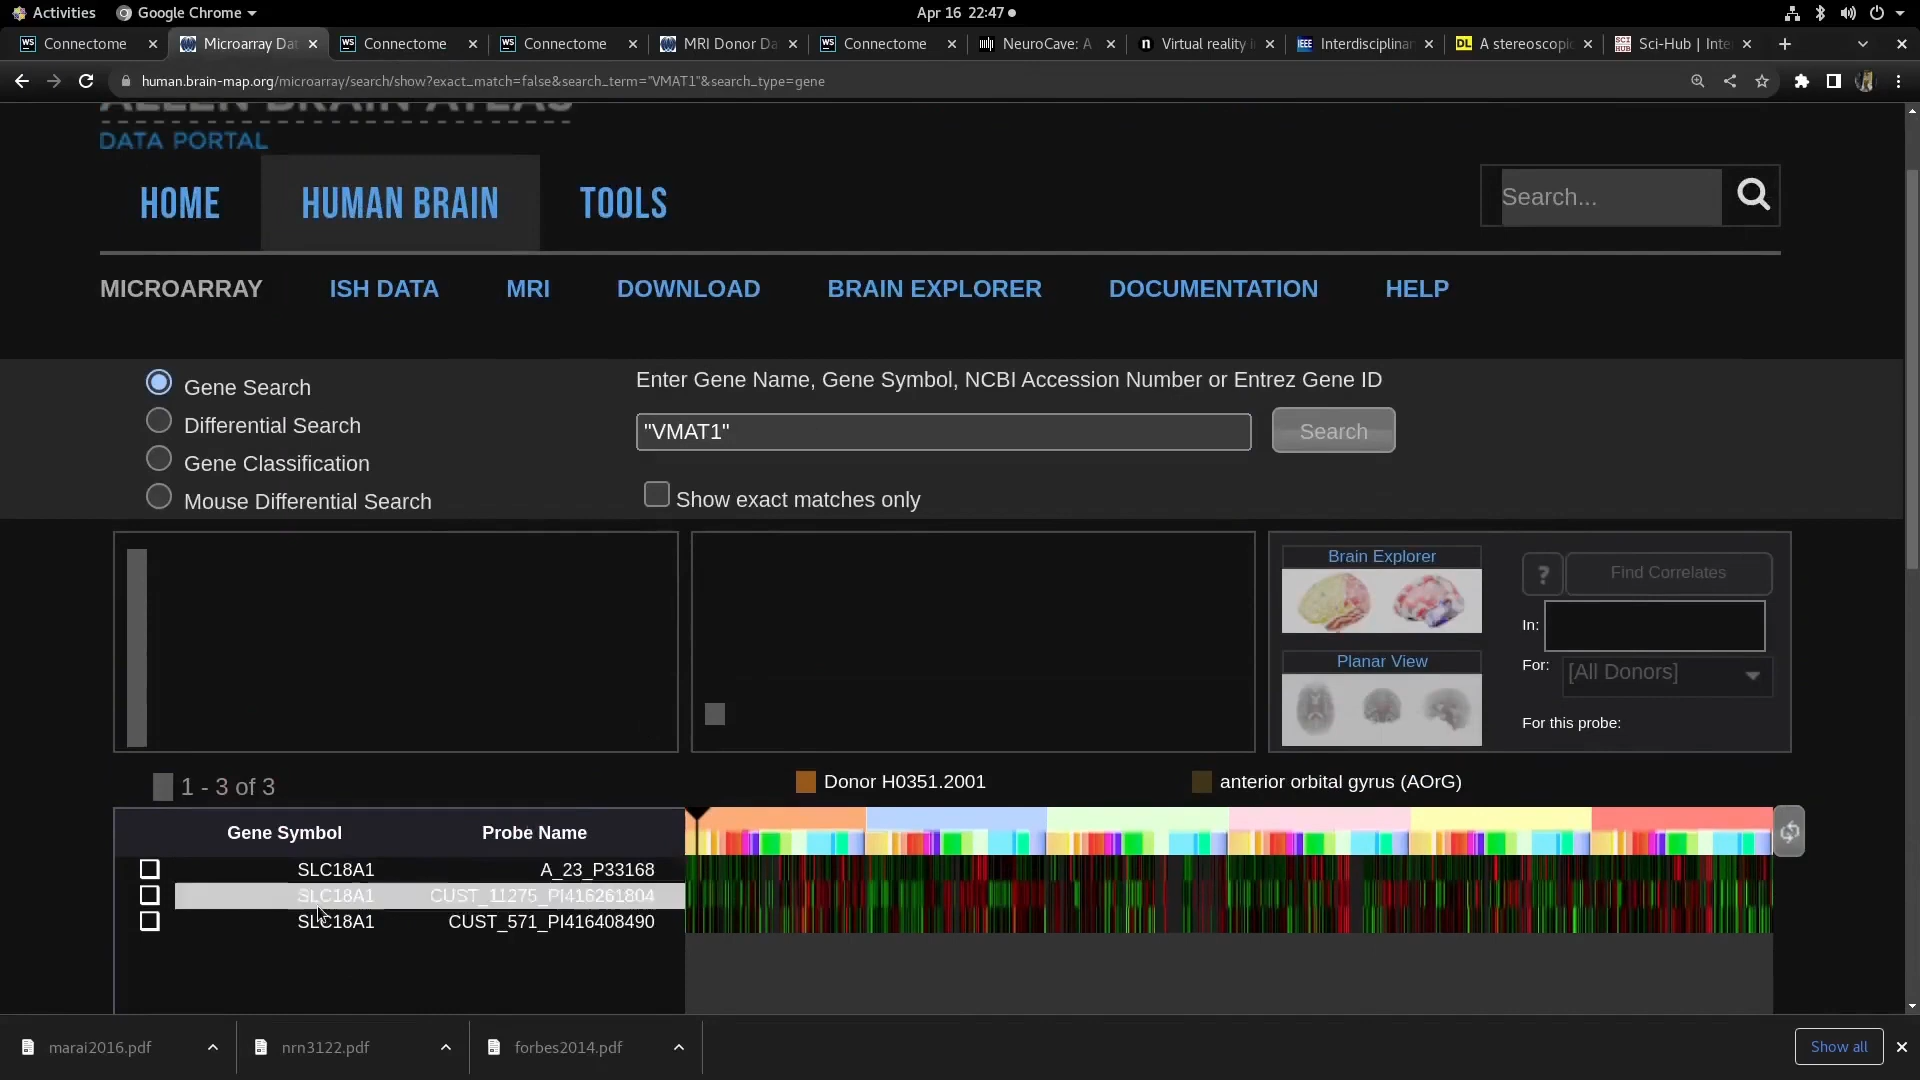 Activities Google Chrome Apr 16 22:47
Connectome Microarray Dat Connectome Connectome MRI Donor Da Connectome NeuroCave: A Virtual reality i Interdisciplinar A stereoscopic Sci-Hub | Inte
human.brain-map.org/microarray/search/show?exact_match=false&search_term="VMAT1"&search_type=gene
ALLEN BRAIN ATLAS
DATA PORTAL
HOME HUMAN BRAIN TOOLS Search...
MICROARRAY ISH DATA MRI DOWNLOAD BRAIN EXPLORER DOCUMENTATION HELP
Gene Search
Differential Search
Gene Classification
Mouse Differential Search
Enter Gene Name, Gene Symbol, NCBI Accession Number or Entrez Gene ID
"VMAT1" Search
Show exact matches only
Brain Explorer
Planar View
? Find Correlates
In:
For: [All Donors]
For this probe:
1 - 3 of 3 Donor H0351.2001 anterior orbital gyrus (AOrG)
Gene Symbol Probe Name
SLC18A1 A_23_P33168
SLC18A1 CUST_11275_PI416261804
SLC18A1 CUST_571_PI416408490
marai2016.pdf nrn3122.pdf forbes2014.pdf Show all